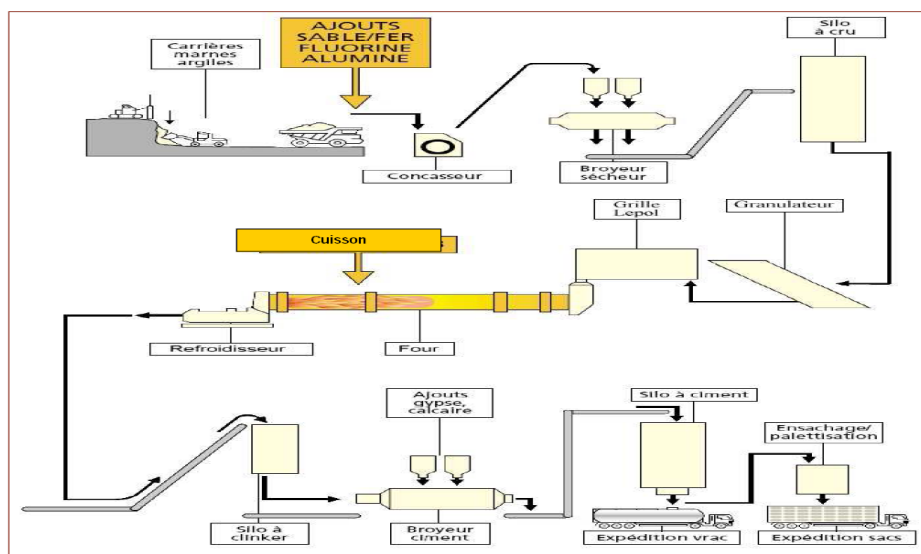 AJOUTS
SABLE/FER
FLUORINE
ALUMINE
Carrières
marnes
argiles
Silo
à cru
Concasseur
Broyeur
sécheur
Grille
Lepol
Granulateur
Cuisson
Refroidisseur
Four
Ajouts
gypse,
calcaire
Silo à ciment
Ensachage/
palettisation
Silo à
clinker
Broyeur
ciment
Expédition vrac
Expédition sacs